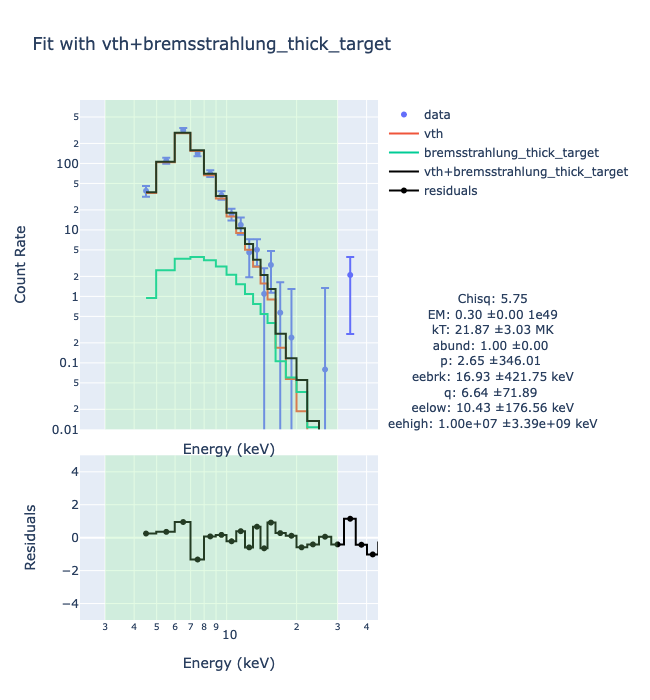 Fit with vth+bremsstrahlung_thick_target
data
vth
bremsstrahlung_thick_target
vth+bremsstrahlung_thick_target
residuals
Count Rate
5
2
100
5
2
10
5
2
1
5
2
0.1
5
2
0.01
Chisq: 5.75
EM: 0.30 ±0.00 1e49
kT: 21.87 ±3.03 MK
abund: 1.00 ±0.00
p: 2.65 ±346.01
eebrk: 16.93 ±421.75 keV
q: 6.64 ±71.89
eelow: 10.43 ±176.56 keV
eehigh: 1.00e+07 ±3.39e+09 keV
Energy (keV)
Residuals
4
2
0
−2
−4
3 4 5 6 7 8 9 10 2 3 4
Energy (keV)